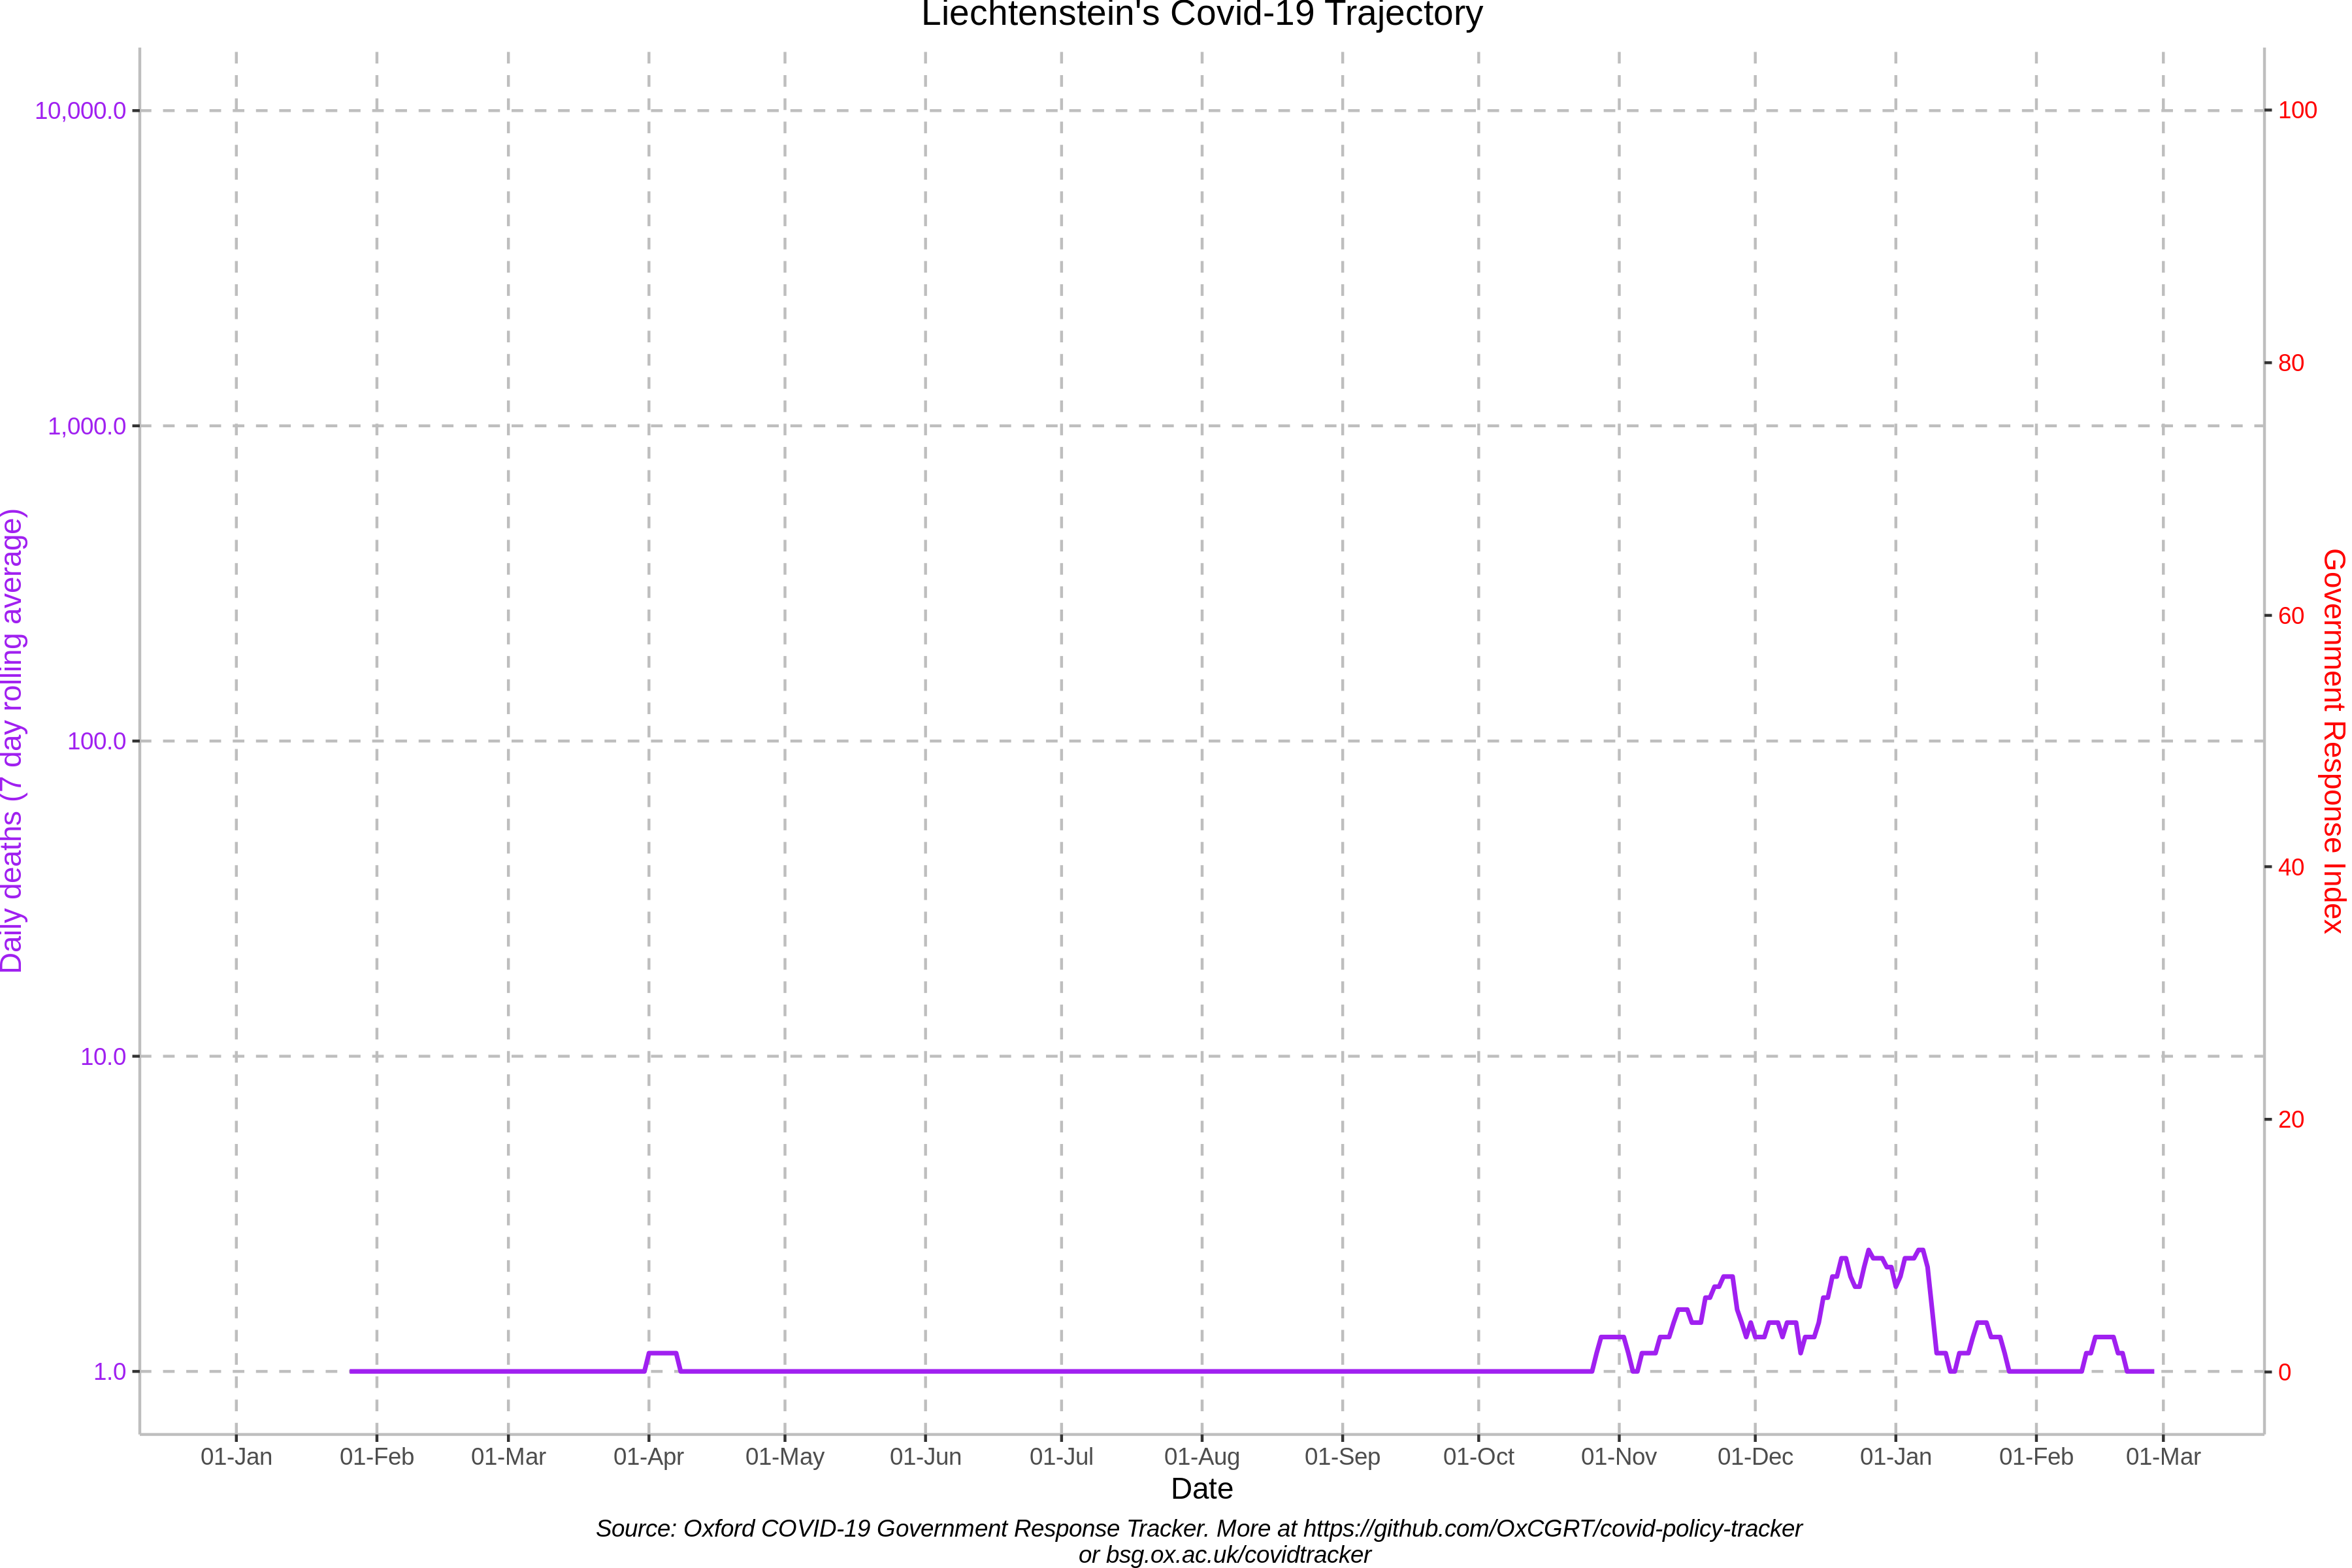 Liechtenstein's Covid-19 Trajectory
Daily deaths (7 day rolling average)
10,000.0
1,000.0
100.0
10.0
1.0
Government Response Index
100
80
60
40
20
0
01-Jan 01-Feb 01-Mar 01-Apr 01-May 01-Jun 01-Jul 01-Aug 01-Sep 01-Oct 01-Nov 01-Dec 01-Jan 01-Feb 01-Mar
Date
Source: Oxford COVID-19 Government Response Tracker. More at https://github.com/OxCGRT/covid-policy-tracker
or bsg.ox.ac.uk/covidtracker